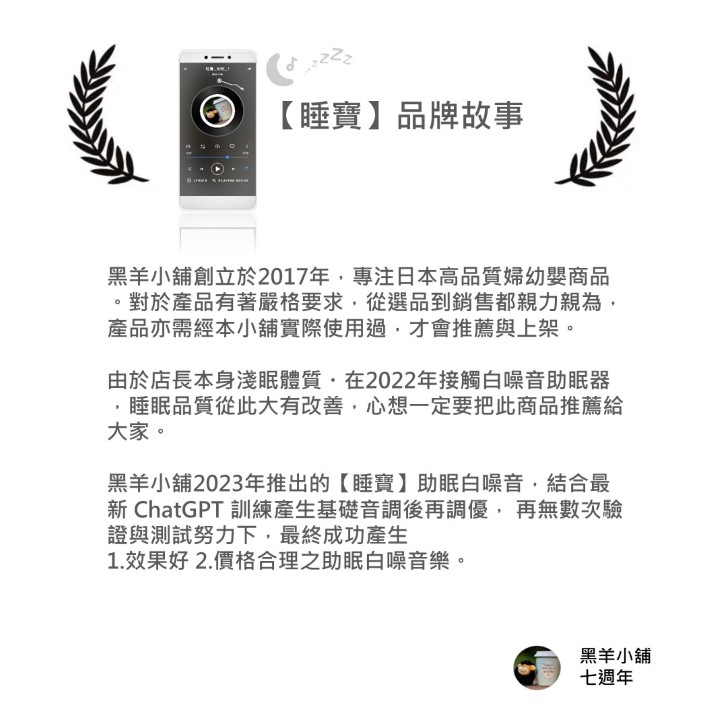 zZZZ
【睡寶】品牌故事
黑羊小舖創立於2017年，專注日本高品質婦幼嬰商品
。對於產品有著嚴格要求，從選品到銷售都親力親為，
產品亦需經本小舖實際使用過，才會推薦與上架。
由於店長本身淺眠體質・在2022年接觸白噪音助眠器
，睡眠品質從此大有改善，心想一定要把此商品推薦給
大家。
黑羊小舖2023年推出的【睡寶】助眠白噪音，結合最
新 ChatGPT 訓練產生基礎音調後再調優， 再無數次驗
證與測試努力下，最終成功產生
1.效果好 2.價格合理之助眠白噪音樂。
黑羊小舖
七週年